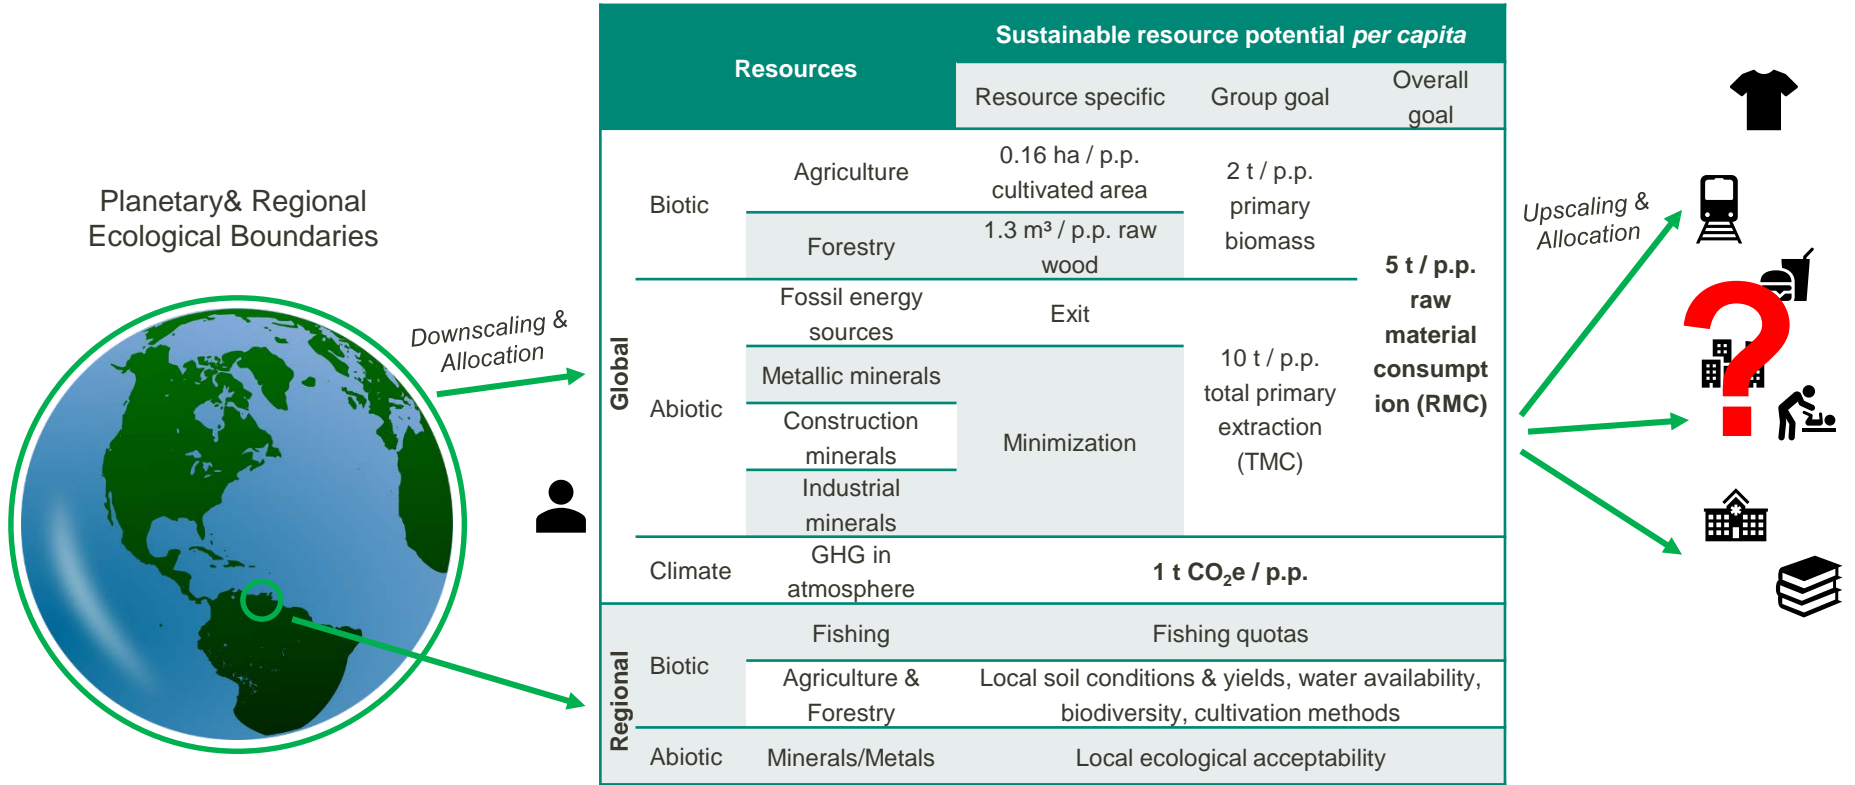 Planetary& Regional
Ecological Boundaries
Downscaling &
Allocation
Resources
Sustainable resource potential per capita
Resource specific
Group goal
Overall
goal
Global
Biotic
Agriculture
0.16 ha / p.p.
cultivated area
2 t / p.p.
primary
biomass
Forestry
1.3 m³ / p.p. raw
wood
5 t / p.p.
raw
material
consumpt
ion (RMC)
Abiotic
Fossil energy
sources
Exit
10 t / p.p.
total primary
extraction
(TMC)
Metallic minerals
Construction
minerals
Industrial
minerals
Minimization
Climate
GHG in
atmosphere
1 t CO₂e / p.p.
Regional
Biotic
Fishing
Fishing quotas
Agriculture &
Forestry
Local soil conditions & yields, water availability,
biodiversity, cultivation methods
Abiotic
Minerals/Metals
Local ecological acceptability
Upscaling &
Allocation
?